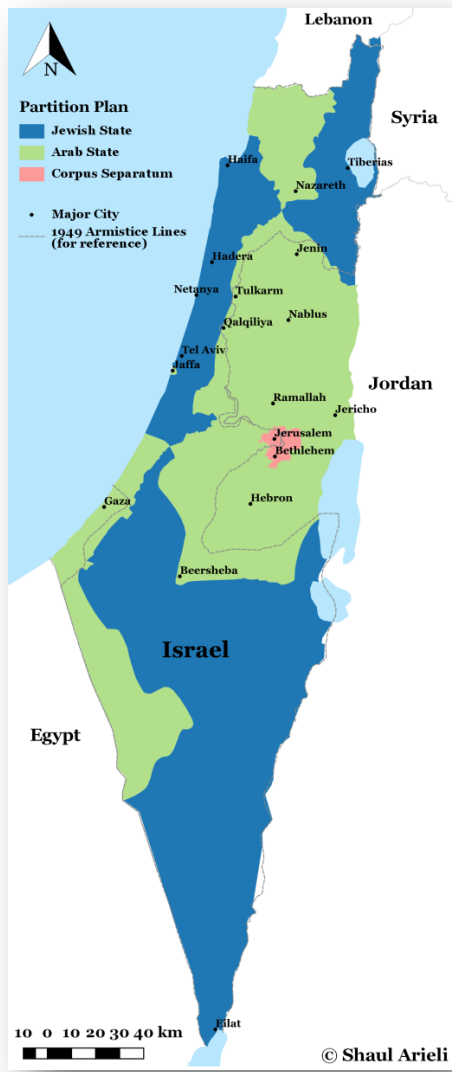 Lebanon
N
Partition Plan
Jewish State
Arab State
Corpus Separatum
Major City
1949 Armistice Lines
(for reference)
Syria
Haifa
Tiberias
Nazareth
Jenin
Hadera
Netanya
Tulkarm
Nablus
Qalqiliya
Tel Aviv
Jaffa
Jordan
Ramallah
Jericho
Jerusalem
Bethlehem
Gaza
Hebron
Beersheba
Israel
Egypt
Eilat
10 0 10 20 30 40 km
© Shaul Arieli